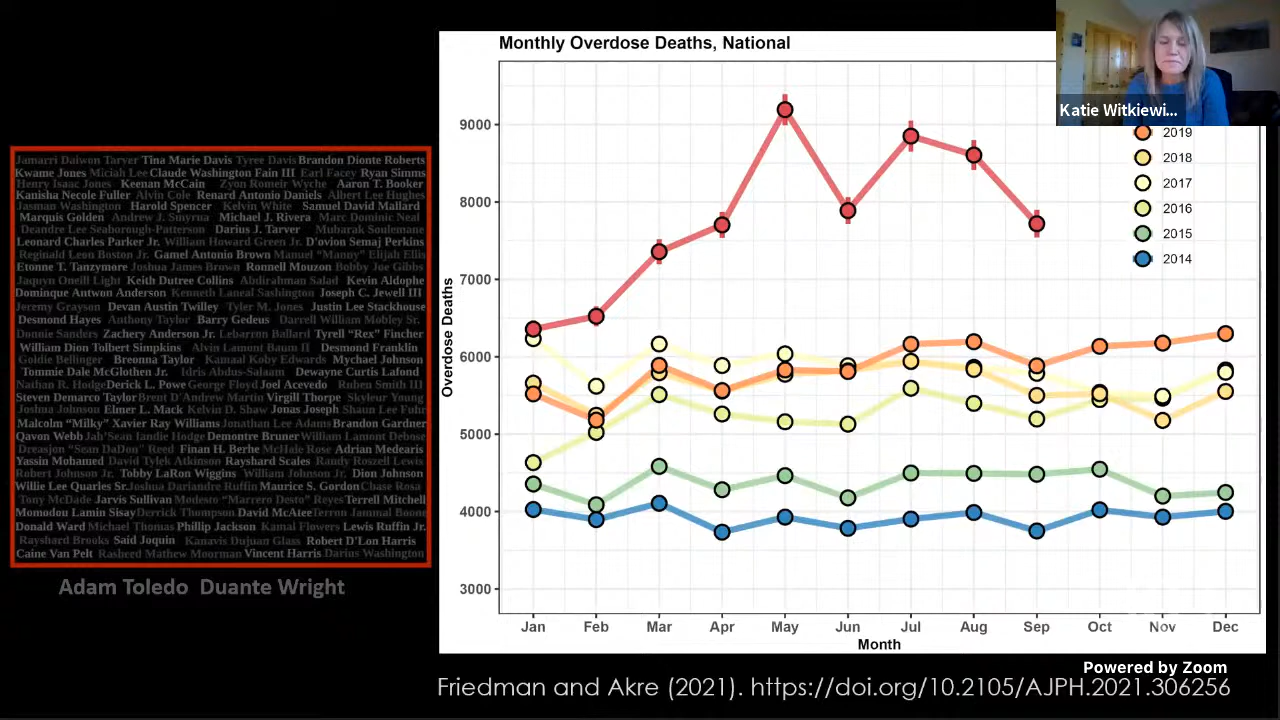 Jamarri Daiwon Tarver Tina Marie Davis Tyree Davis Brandon Dionte Roberts
Kwame Jones Miciah Lee Claude Washington Fain III Earl Facey Ryan Simms
Henry Isaac Jones Keenan McCain Zyon Romeir Wyche Aaron T. Booker
Kanisha Necole Fuller Alvin Cole Renard Antonio Daniels Albert Lee Hughes
Jasman Washington Harold Spencer Kelvin White Samuel David Mallard
Marquis Golden Andrew J. Smyrna Michael J. Rivera Marc Dominic Neal
Deandre Lee Seaborough-Patterson Darius J. Tarver Mubarak Soulemane
Leonard Charles Parker Jr. William Howard Green Jr. D'ovion Semaj Perkins
Reginald Leon Boston Jr. Gamel Antonio Brown Manuel "Manny" Elijah Ellis
Etonne T. Tanzymore Joshua James Brown Ronnell Mouzon Bobby Joe Gibbs
Jaqyn Oneill Light Keith Dutree Collins Abdirahman Salad Kevin Aidophe
Dominque Antwon Anderson Kenneth Laneal Sashington Joseph C. Jewell III
Jeremy Grayson Devan Austin Twilley Tyler M. Jones Justin Lee Stackhouse
Desmond Hayes Anthony Taylor Barry Gedeus Darrell William Mobley Sr.
Donnie Sanders Zachery Anderson Jr. Lebarron Ballard Tyrell "Rex" Fincher
William Dion Tolbert Simpkins Alvin Lamont Baum II Desmond Franklin
Goldie Bellinger Breonna Taylor Kamaal Koby Edwards Mychael Johnson
Tommie Dale McGlothen Jr. Idris Abdus-Salaam Dewayne Curtis Lafond
Nathan R. Hodge Derick L. Powe George Floyd Joel Acevedo Ruben Smith III
Steven Demarco Taylor Brent D'Andrew Martin Virgill Thorpe Skyleur Young
Joshua Johnson Elmer L. Mack Kelvin D. Shaw Jonas Joseph Shaun Lee Fuhr
Malcolm "Milky" Xavier Ray Williams Jonathan Lee Adams Brandon Gardner
Qavon Webb Jah'Sean Iandie Hodge Demontre Bruner William Lamont Debose
Dreasjon "Sean DaDon" Reed Finan H. Berhe McHale Rose Adrian Medearis
Yassin Mohamed David Tylek Atkinson Rayshard Scales Randy Roszell Lewis
Robert Johnson Jr. Tobby LaRon Wiggins William Johnson Jr. Dion Johnson
Willie Lee Quarles Sr. Joshua Dariandre Ruffin Maurice S. Gordon Chase Rosa
Tony McDade Jarvis Sullivan Modesto "Marrero Desto" Reyes Terrell Mitchell
Momodou Lamin Sisay Derrick Thompson David McAtee Terron Jammal Boone
Donald Ward Michael Thomas Phillip Jackson Kamal Flowers Lewis Ruffin Jr.
Rayshard Brooks Said Joquin Kanavis Dujuan Glass Robert D'Lon Harris
Caine Van Pelt Rasheed Mathew Moorman Vincent Harris Darius Washington
Adam Toledo Duante Wright
Monthly Overdose Deaths, National
Katie Witkiewi...
2019
2018
2017
2016
2015
2014
Overdose Deaths
9000
8000
7000
6000
5000
4000
3000
Jan Feb Mar Apr May Jun Jul Aug Sep Oct Nov Dec
Month
Powered by Zoom
Friedman and Akre (2021). https://doi.org/10.2105/AJPH.2021.306256